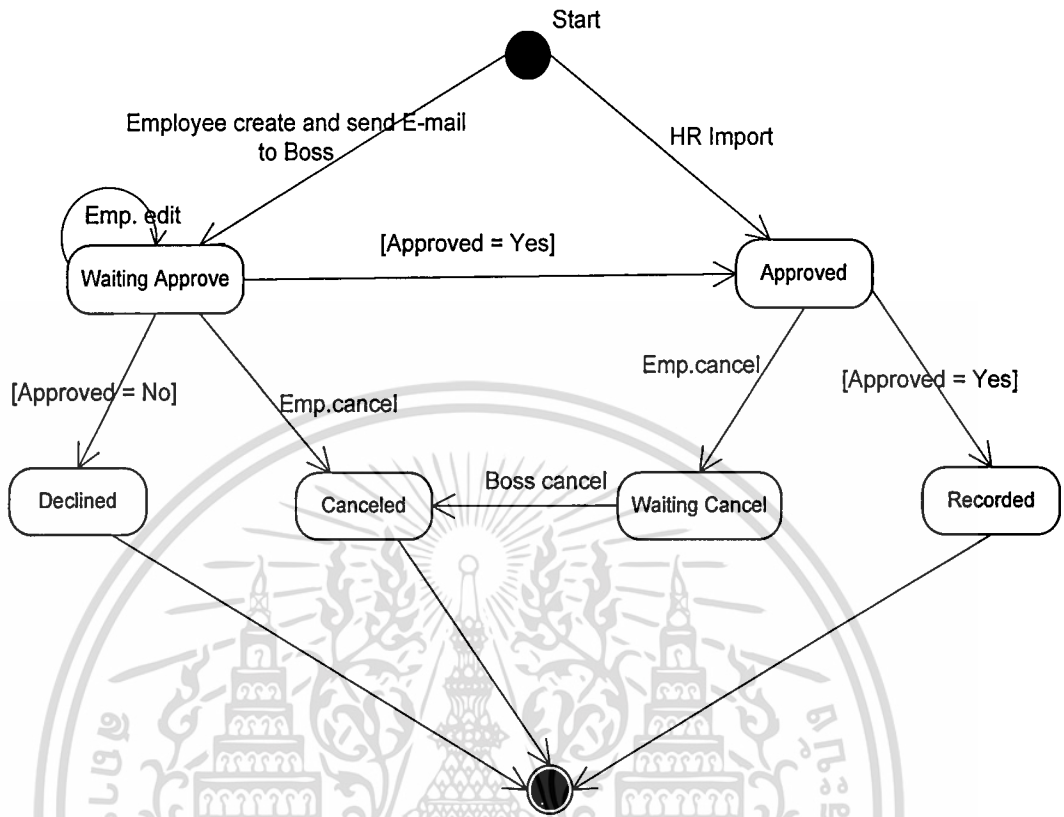 Start
Employee create and send E-mail
to Boss
HR Import
Emp. edit
[Approved = Yes]
Waiting Approve
Approved
[Approved = No]
Emp.cancel
Emp.cancel
[Approved = Yes]
Declined
Canceled
Boss cancel
Waiting Cancel
Recorded